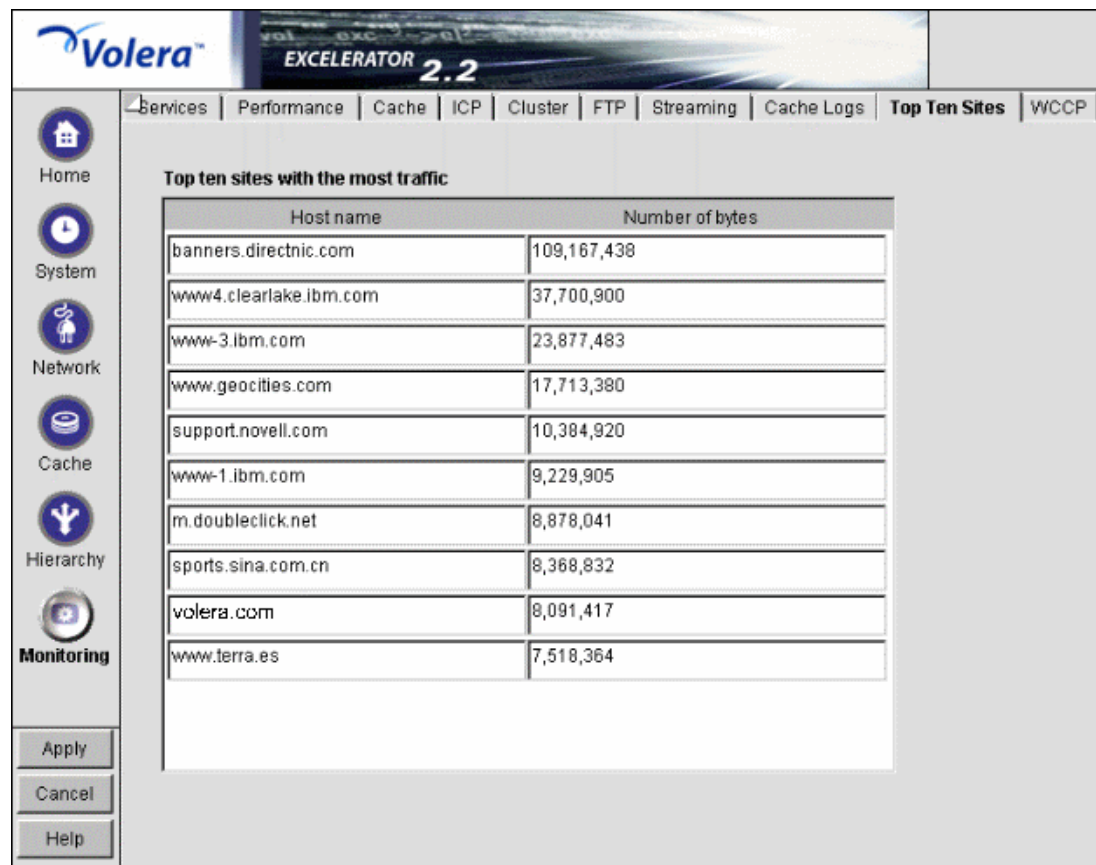 Volera™
EXCELERATOR 2.2
Services Performance Cache ICP Cluster FTP Streaming Cache Logs Top Ten Sites WCCP
Home
System
Network
Cache
Hierarchy
Monitoring
Apply
Cancel
Help
Top ten sites with the most traffic
Host name Number of bytes
banners.directnic.com 109,167,438
www4.clearlake.ibm.com 37,700,900
www-3.ibm.com 23,877,483
www.geocities.com 17,713,380
support.novell.com 10,384,920
www-1.ibm.com 9,229,905
m.doubleclick.net 8,878,041
sports.sina.com.cn 8,368,832
volera.com 8,091,417
www.terra.es 7,518,364